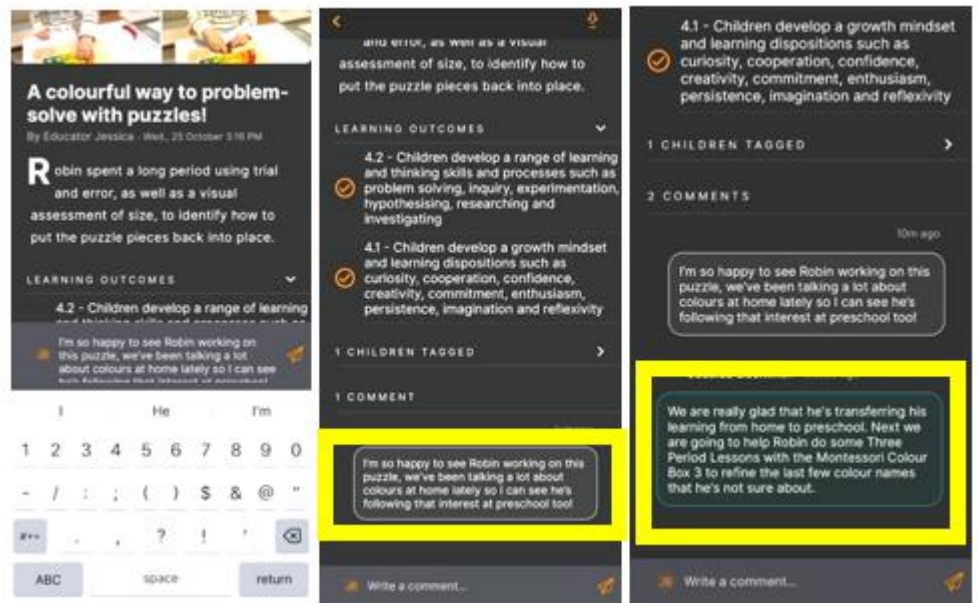 A colourful way to problem-
solve with puzzles!
By Educator Jessica - Wed., 25 October 3:16 PM
Robin spent a long period using trial
and error, as well as a visual
assessment of size, to identify how to
put the puzzle pieces back into place.
LEARNING OUTCOMES
4.2 - Children develop a range of learning
I'm so happy to see Robin working on
this puzzle, we've been talking a lot
about colours at home lately so I can see
he's following that interest at preschool
I He I'm
1 2 3 4 5 6 7 8 9 0
- / : ; ( ) $ & @ "
#+= . , ? ! '
ABC space return
and error, as well as a visual
assessment of size, to identify how to
put the puzzle pieces back into place.
LEARNING OUTCOMES
4.2 - Children develop a range of learning
and thinking skills and processes such as
problem solving, inquiry, experimentation,
hypothesising, researching and
investigating
4.1 - Children develop a growth mindset
and learning dispositions such as
curiosity, cooperation, confidence,
creativity, commitment, enthusiasm,
persistence, imagination and reflexivity
1 CHILDREN TAGGED
1 COMMENT
I'm so happy to see Robin working on this
puzzle, we've been talking a lot about
colours at home lately so I can see he's
following that interest at preschool too!
Write a comment...
4.1 - Children develop a growth mindset
and learning dispositions such as
curiosity, cooperation, confidence,
creativity, commitment, enthusiasm,
persistence, imagination and reflexivity
1 CHILDREN TAGGED
2 COMMENTS
10m ago
I'm so happy to see Robin working on this
puzzle, we've been talking a lot about
colours at home lately so I can see he's
following that interest at preschool too!
We are really glad that he's transferring his
learning from home to preschool. Next we
are going to help Robin do some Three
Period Lessons with the Montessori Colour
Box 3 to refine the last few colour names
that he's not sure about.
Write a comment...